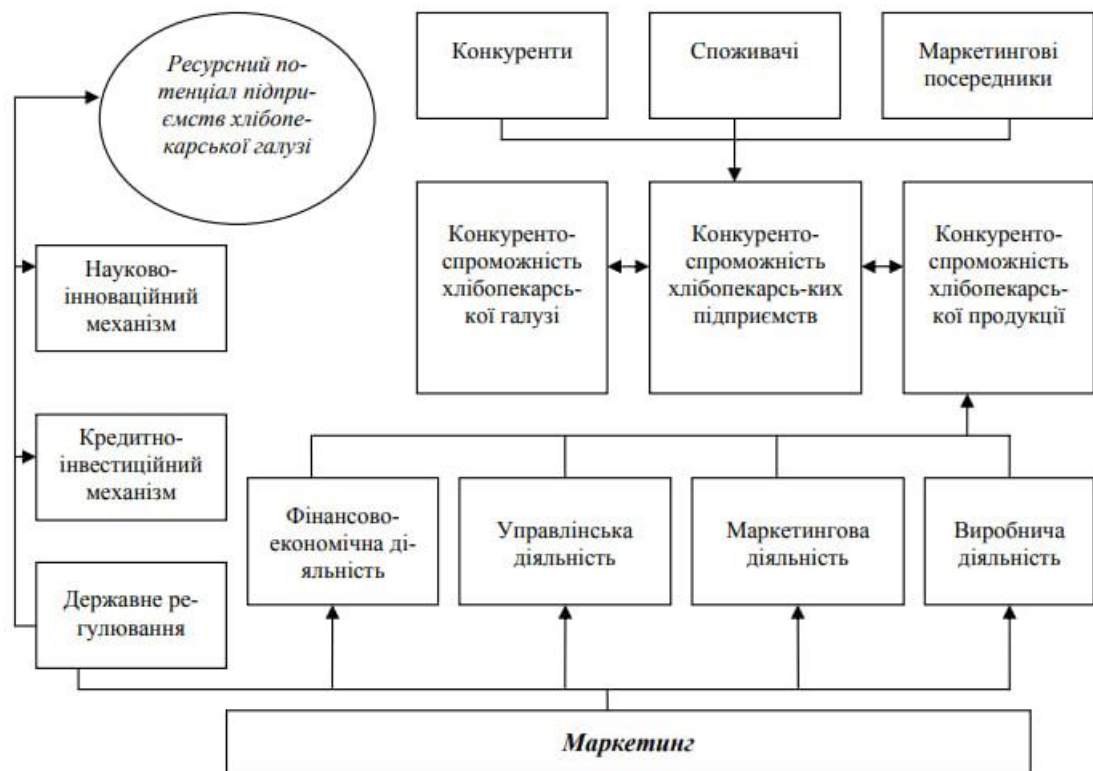 Ресурсний по-
тенціал підпри-
ємств хлібопе-
карської галузі
Конкуренти
Споживачі
Маркетингові
посередники
Конкуренто-
спроможність
хлібопекарсь-
кої галузі
Конкуренто-
спроможність
хлібопекарсь-ких
підприємств
Конкуренто-
спроможність
хлібопекарсь-
кої продукції
Науково-
інноваційний
механізм
Кредитно-
інвестиційний
механізм
Державне ре-
гулювання
Фінансово-
економічна ді-
яльність
Управлінська
діяльність
Маркетингова
діяльність
Виробнича
діяльність
Маркетинг